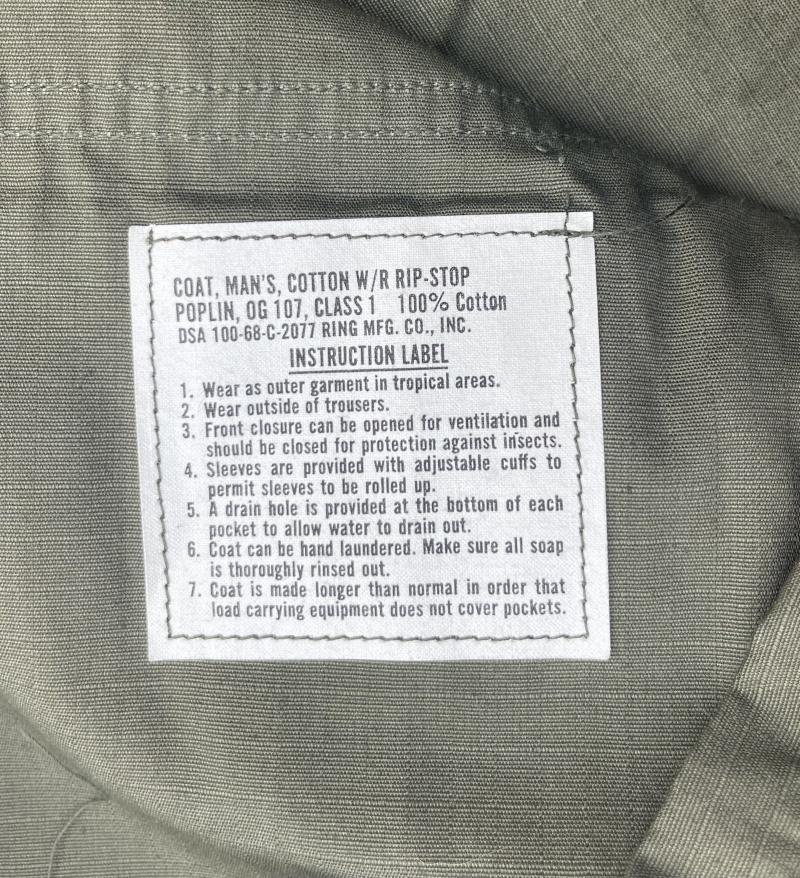 COAT, MAN'S, COTTON W/R RIP-STOP
POPLIN, OG 107, CLASS 1 100% Cotton
DSA 100-68-C-2077 RING MFG. CO., INC.
INSTRUCTION LABEL
1. Wear as outer garment in tropical areas.
2. Wear outside of trousers.
3. Front closure can be opened for ventilation and
should be closed for protection against insects.
4. Sleeves are provided with adjustable cuffs to
permit sleeves to be rolled up.
5. A drain hole is provided at the bottom of each
pocket to allow water to drain out.
6. Coat can be hand laundered. Make sure all soap
is thoroughly rinsed out.
7. Coat is made longer than normal in order that
load carrying equipment does not cover pockets.